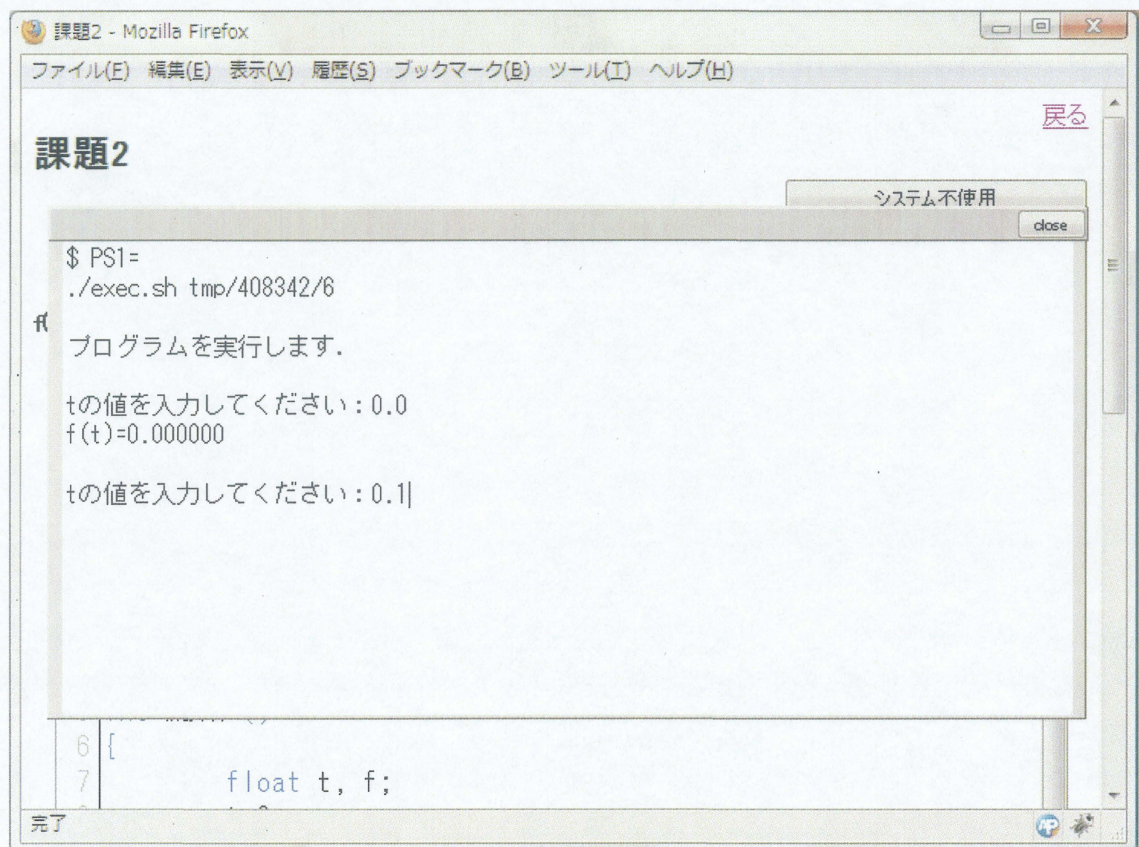 課題2 - Mozilla Firefox
ファイル(F) 編集(E) 表示(V) 履歴(S) ブックマーク(B) ツール(T) ヘルプ(H)
戻る
課題2
システム不使用
close
$ PS1=
./exec.sh tmp/408342/6
f(
プログラムを実行します.
tの値を入力してください:0.0
f(t)=0.000000
tの値を入力してください:0.1
6 {
7 float t, f;
完了